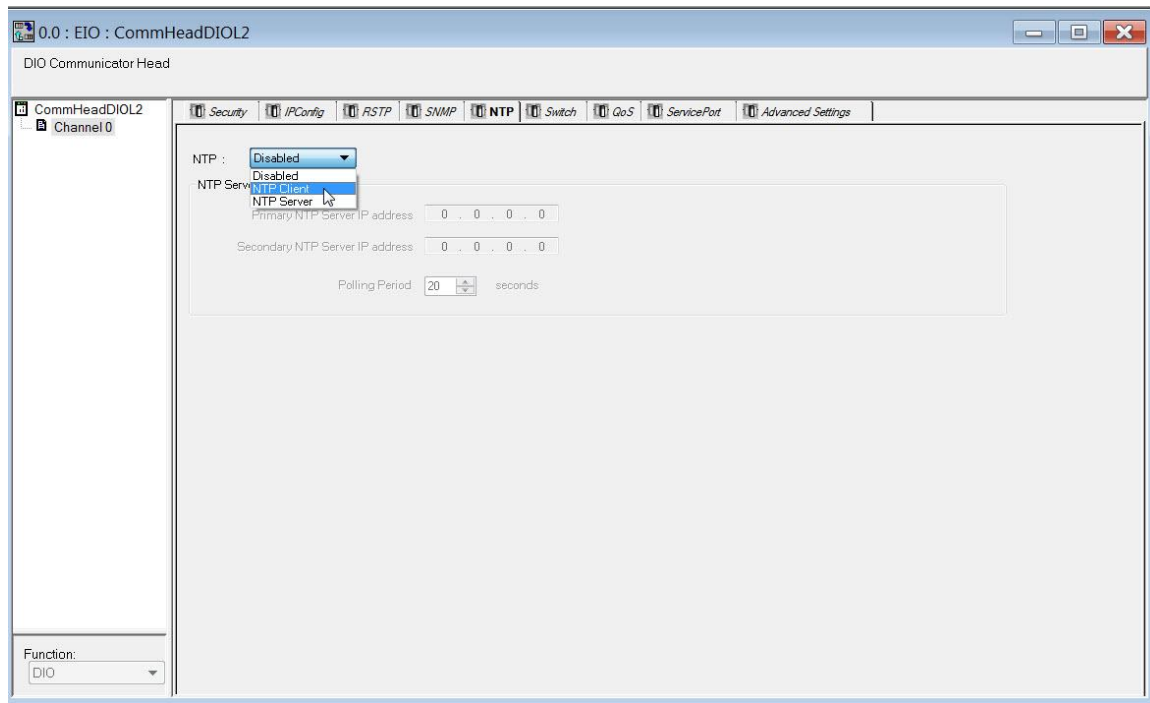 0.0 : EIO : CommHeadDIOL2
DIO Communicator Head
CommHeadDIOL2
Channel 0
Security IPConfig RSTP SNMP NTP Switch QoS ServicePort Advanced Settings
NTP : Disabled
Disabled
NTP Client
NTP Server
NTP Serv
Primary NTP Server IP address 0 . 0 . 0 . 0
Secondary NTP Server IP address 0 . 0 . 0 . 0
Polling Period 20 seconds
Function:
DIO